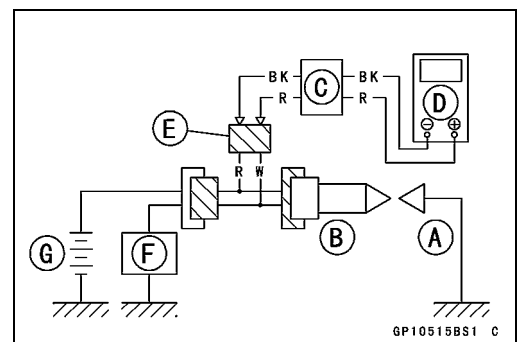 BK C BK
R R D
⊖ ⊕
E
R W
G F B A
GP10515BS1 C